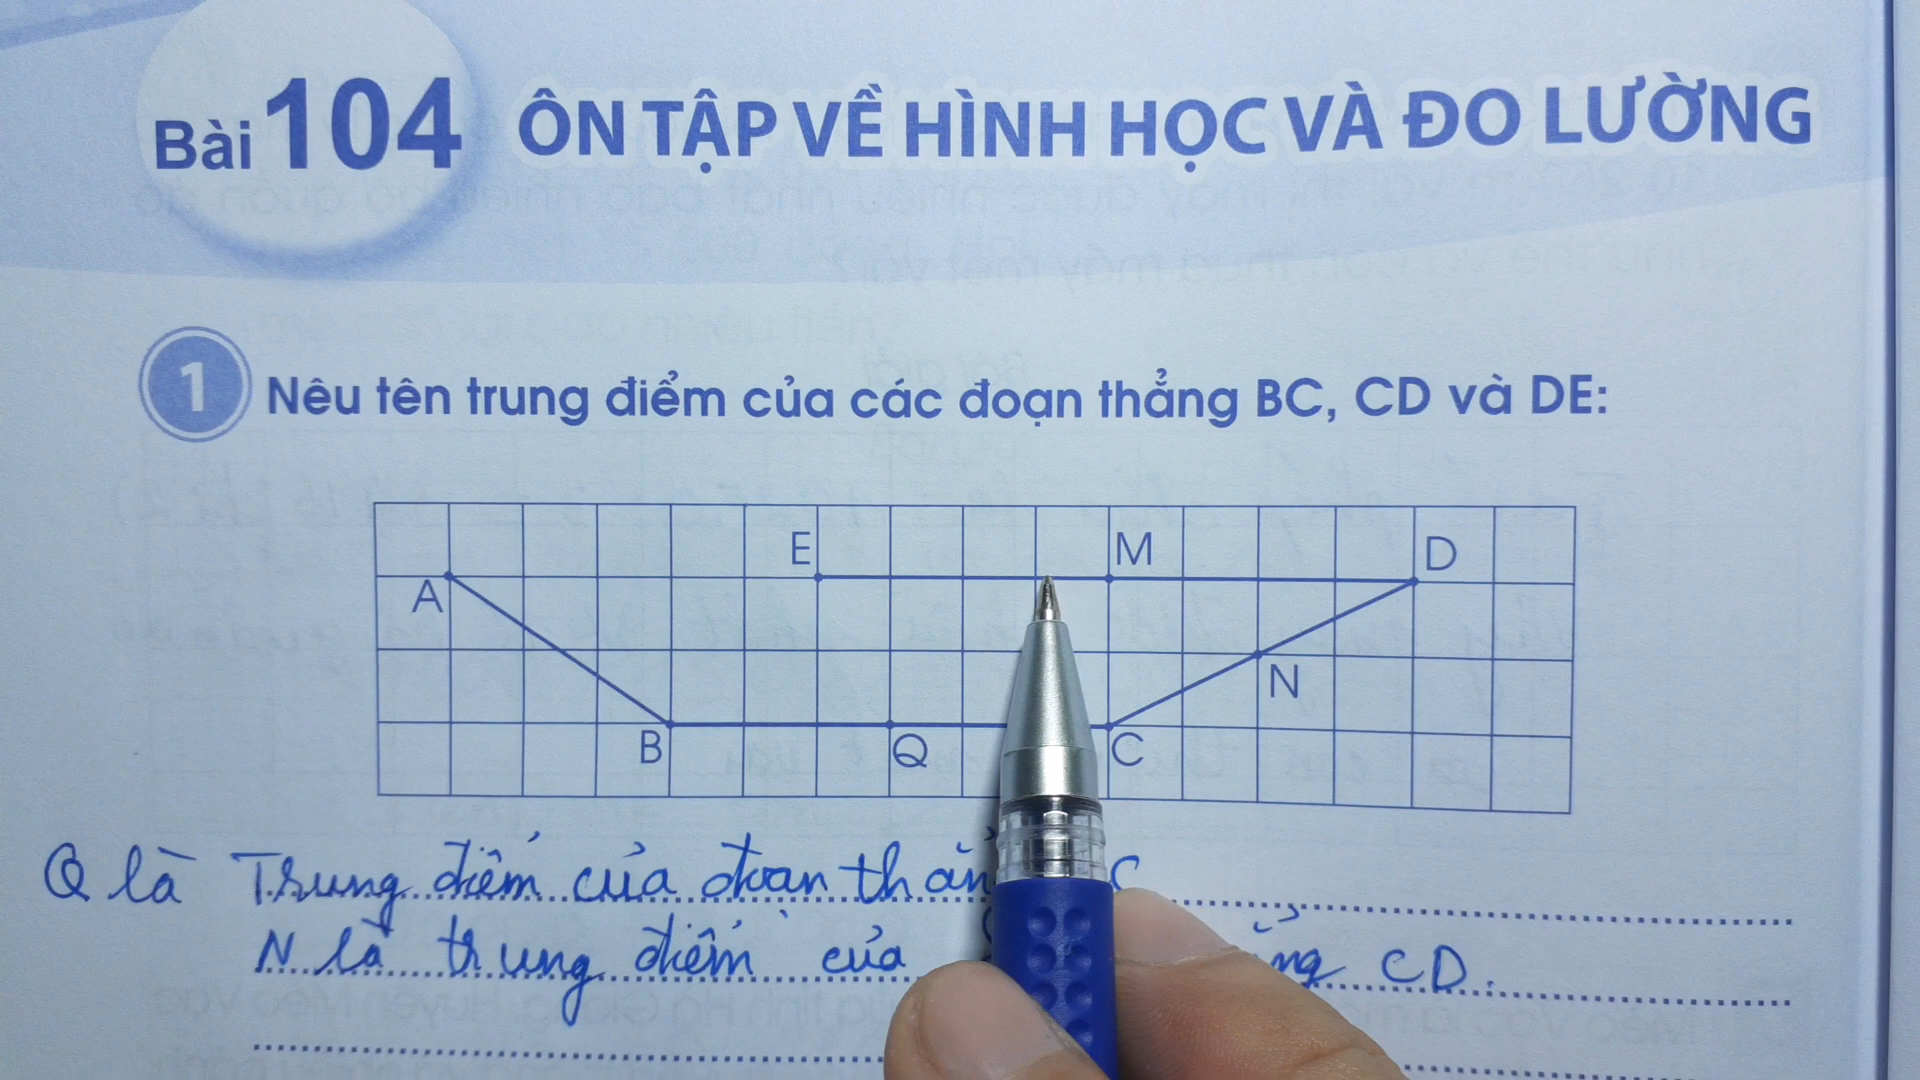 Bài 104 ÔN TẬP VỀ HÌNH HỌC VÀ ĐO LƯỜNG
1 Nêu tên trung điểm của các đoạn thẳng BC, CD và DE:
E M D
A
N
B Q C
Q là Trung điểm của đoạn C
N là trung điểm của CD.